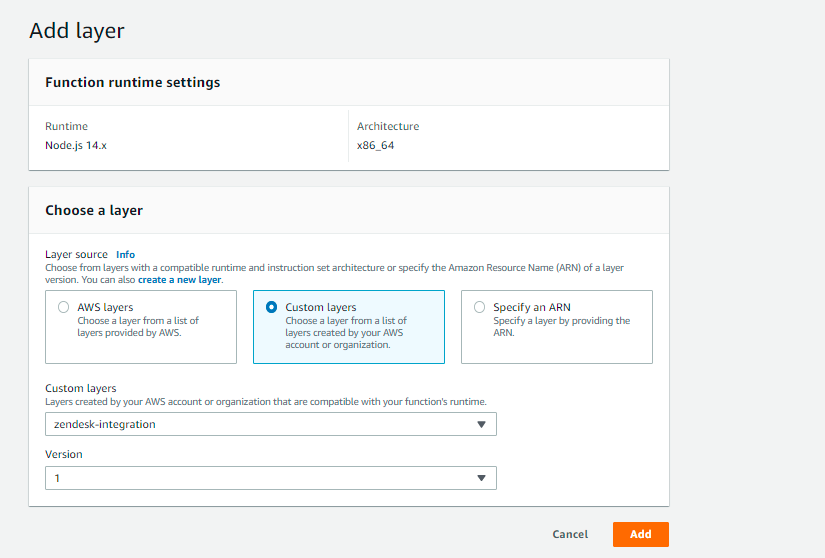 Add layer
Function runtime settings
Runtime
Node.js 14.x
Architecture
x86_64
Choose a layer
Layer source Info
Choose from layers with a compatible runtime and instruction set architecture or specify the Amazon Resource Name (ARN) of a layer
version. You can also create a new layer.
AWS layers
Choose a layer from a list of
layers provided by AWS.
Custom layers
Choose a layer from a list of
layers created by your AWS
account or organization.
Specify an ARN
Specify a layer by providing the
ARN.
Custom layers
Layers created by your AWS account or organization that are compatible with your function's runtime.
zendesk-integration
Version
1
Cancel
Add